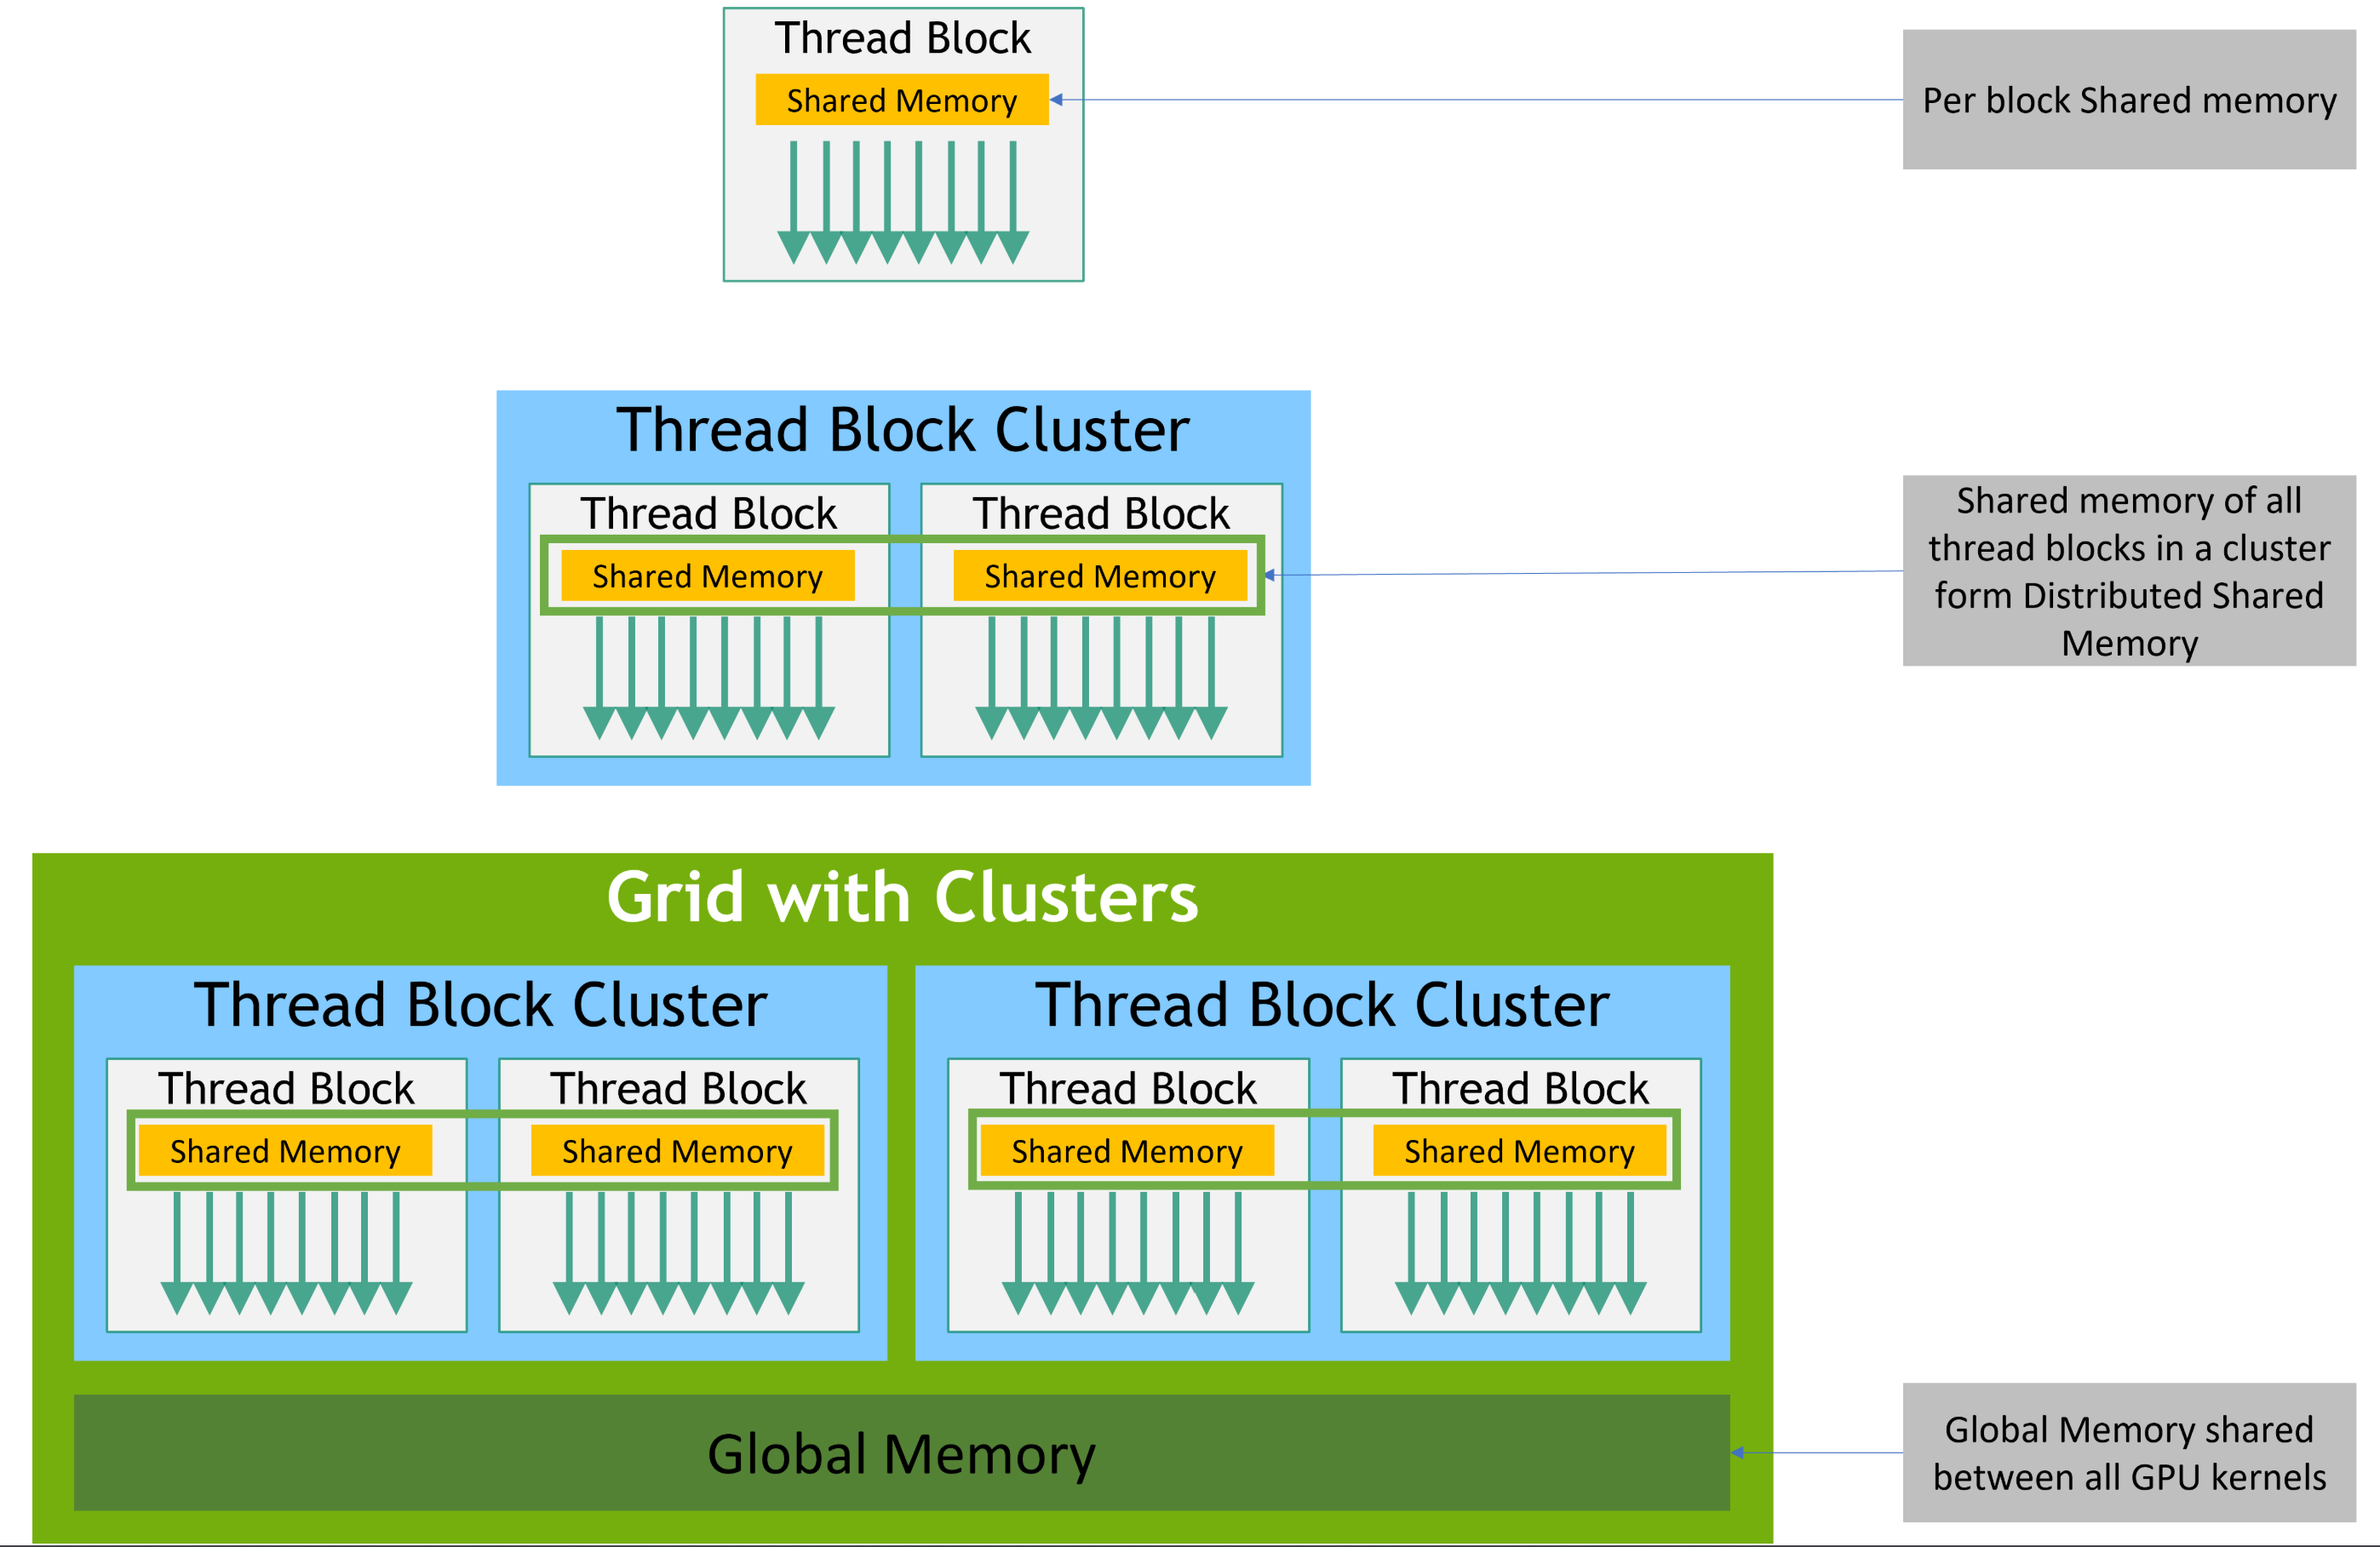 Thread Block
Shared Memory
Per block Shared memory
Thread Block Cluster
Thread Block
Thread Block
Shared Memory
Shared Memory
Shared memory of all
thread blocks in a cluster
form Distributed Shared
Memory
Grid with Clusters
Thread Block Cluster
Thread Block
Thread Block
Shared Memory
Shared Memory
Thread Block Cluster
Thread Block
Thread Block
Shared Memory
Shared Memory
Global Memory
Global Memory shared
between all GPU kernels